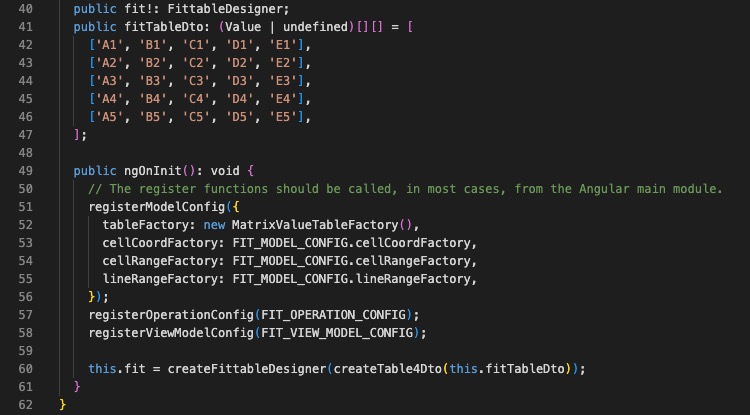 40 public fit!: FittableDesigner;
41 public fitTableDto: (Value | undefined)[][] = [
42 ['A1', 'B1', 'C1', 'D1', 'E1'],
43 ['A2', 'B2', 'C2', 'D2', 'E2'],
44 ['A3', 'B3', 'C3', 'D3', 'E3'],
45 ['A4', 'B4', 'C4', 'D4', 'E4'],
46 ['A5', 'B5', 'C5', 'D5', 'E5'],
47 ];
48
49 public ngOnInit(): void {
50 // The register functions should be called, in most cases, from the Angular main module.
51 registerModelConfig({
52 tableFactory: new MatrixValueTableFactory(),
53 cellCoordFactory: FIT_MODEL_CONFIG.cellCoordFactory,
54 cellRangeFactory: FIT_MODEL_CONFIG.cellRangeFactory,
55 lineRangeFactory: FIT_MODEL_CONFIG.lineRangeFactory,
56 });
57 registerOperationConfig(FIT_OPERATION_CONFIG);
58 registerViewModelConfig(FIT_VIEW_MODEL_CONFIG);
59
60 this.fit = createFittableDesigner(createTable4Dto(this.fitTableDto));
61 }
62 }